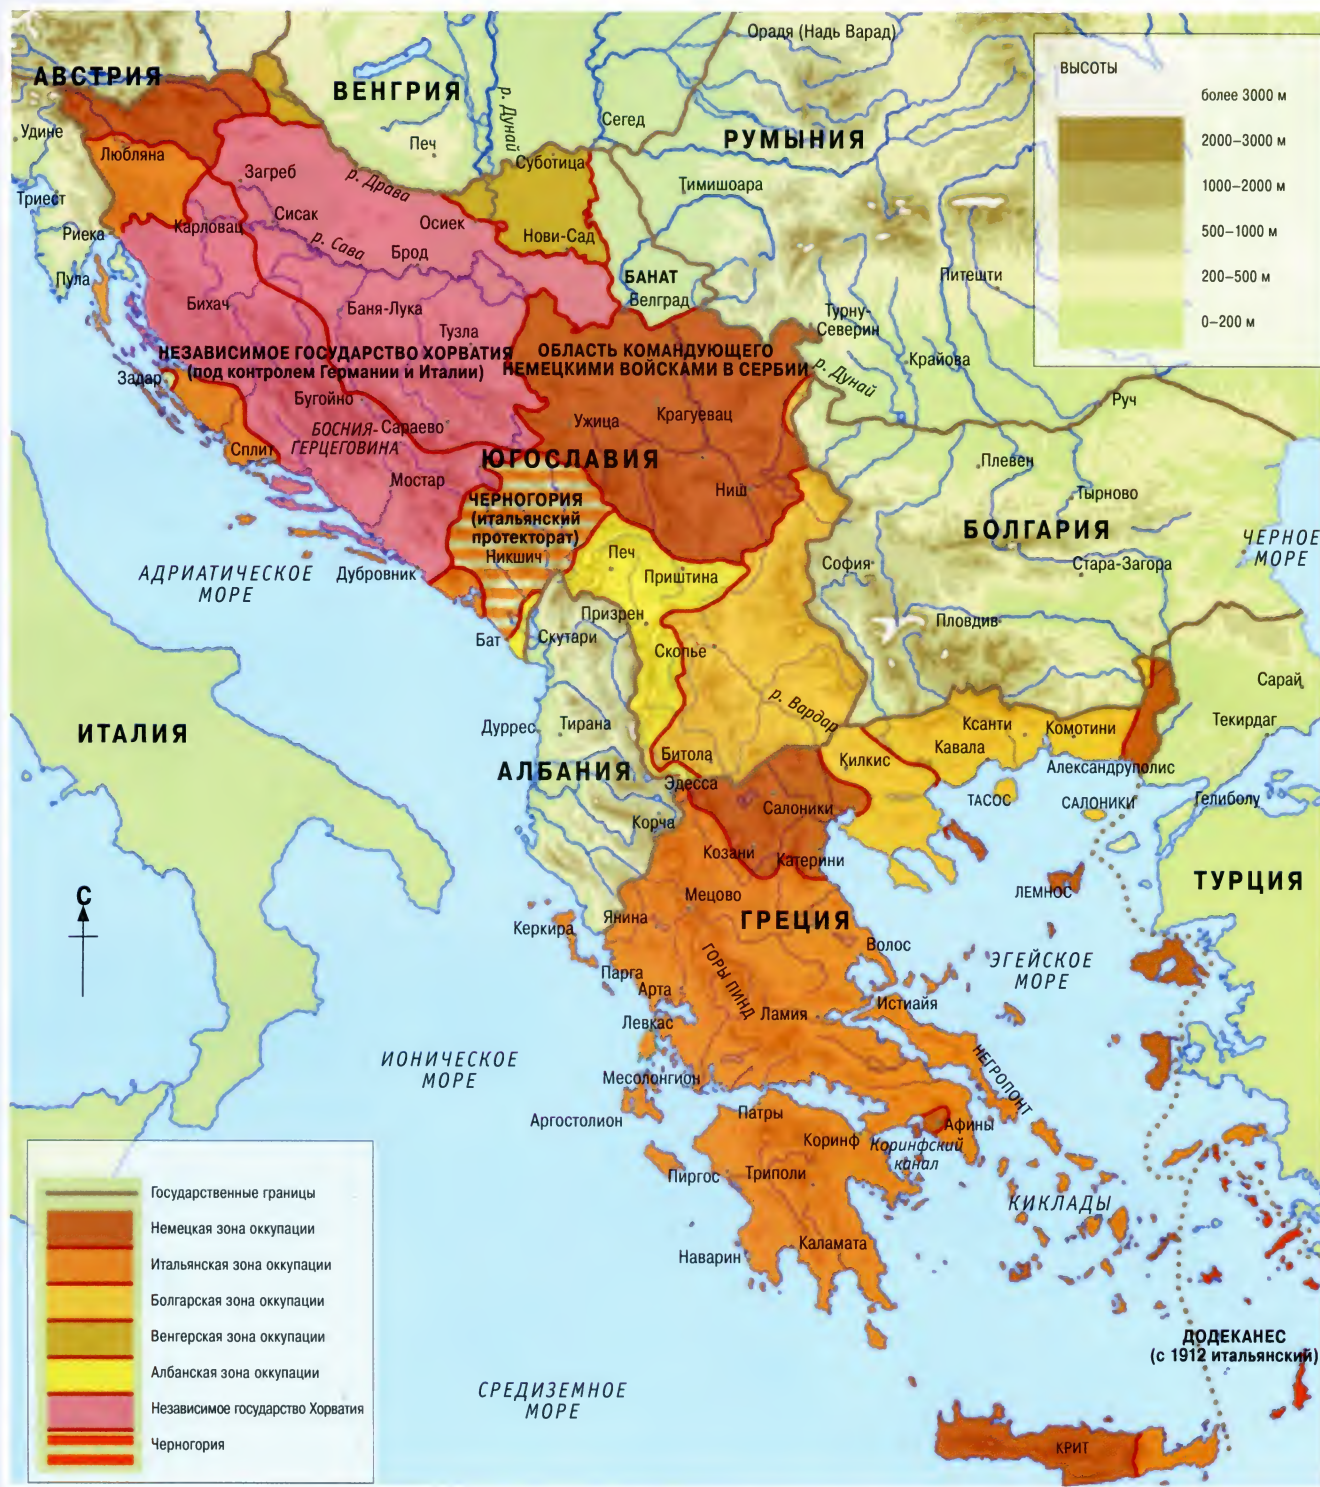 АВСТРИЯ
ВЕНГРИЯ
р. Дунай
Орадя (Надь Варад)
ВЫСОТЫ
более 3000 м
2000–3000 м
1000–2000 м
500–1000 м
200–500 м
0–200 м
Удине
Любляна
Печ
Сегед
РУМЫНИЯ
Загреб
р. Драва
Суботица
Тимишоара
Триест
Риека
Карловац
Сисак
р. Сава
Осиек
Брод
Нови-Сад
Пула
БАНАТ
Белград
Питешти
Бихач
Баня-Лука
Тузла
Турну-
Северин
НЕЗАВИСИМОЕ ГОСУДАРСТВО ХОРВАТИЯ
(под контролем Германии и Италии)
ОБЛАСТЬ КОМАНДУЮЩЕГО
НЕМЕЦКИМИ ВОЙСКАМИ В СЕРБИИ
р. Дунай
Крайова
Задар
Бугойно
Руч
БОСНИЯ-
ГЕРЦЕГОВИНА
Сараево
Ужица
Крагуевац
Сплит
ЮГОСЛАВИЯ
Плевен
Мостар
Ниш
Тырново
ЧЕРНОГОРИЯ
(итальянский
протекторат)
Никшич
БОЛГАРИЯ
ЧЕРНОЕ
МОРЕ
АДРИАТИЧЕСКОЕ
МОРЕ
Дубровник
Печ
Приштина
София
Стара-Загора
Призрен
Пловдив
Бат
Скутари
Скопье
Сарай
ИТАЛИЯ
Дуррес
Тирана
р. Вардар
Ксанти
Кавала
Комотини
Текирдаг
Битола
Килкис
Александруполис
АЛБАНИЯ
Эдесса
Салоники
ТАСОС
САЛОНИКИ
Гелиболу
Корча
Козани
Катерини
ЛЕМНОС
ТУРЦИЯ
С
Мецово
ГРЕЦИЯ
Янина
Керкира
Волос
ЭГЕЙСКОЕ
МОРЕ
Парга
Арта
ГОРЫ ПИНД
Истиайя
Левкас
Ламия
ИОНИЧЕСКОЕ
МОРЕ
НЕГРОПОНТ
Месолонгион
Аргостолион
Патры
Афины
Коринф
Коринфский
канал
Пиргос
Триполи
КИКЛАДЫ
Наварин
Каламата
ДОДЕКАНЕС
(с 1912 итальянский)
СРЕДИЗЕМНОЕ
МОРЕ
КРИТ
Государственные границы
Немецкая зона оккупации
Итальянская зона оккупации
Болгарская зона оккупации
Венгерская зона оккупации
Албанская зона оккупации
Независимое государство Хорватия
Черногория